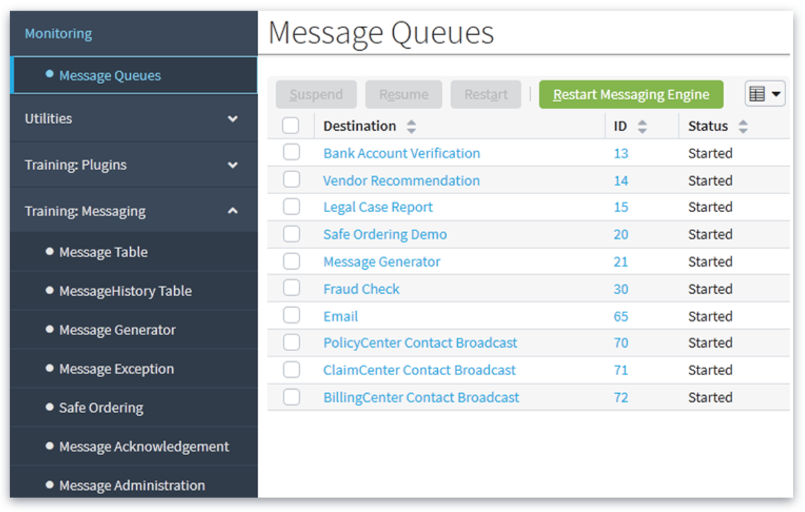 Monitoring
Message Queues
Utilities
Training: Plugins
Training: Messaging
Message Table
MessageHistory Table
Message Generator
Message Exception
Safe Ordering
Message Acknowledgement
Message Administration
Message Queues
Suspend Resume Restart Restart Messaging Engine
Destination ID Status
Bank Account Verification 13 Started
Vendor Recommendation 14 Started
Legal Case Report 15 Started
Safe Ordering Demo 20 Started
Message Generator 21 Started
Fraud Check 30 Started
Email 65 Started
PolicyCenter Contact Broadcast 70 Started
ClaimCenter Contact Broadcast 71 Started
BillingCenter Contact Broadcast 72 Started